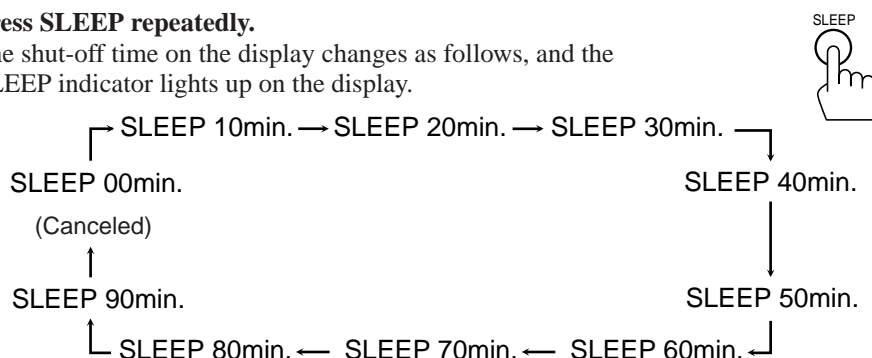 ess SLEEP repeatedly.
e shut-off time on the display changes as follows, and the
LEEP indicator lights up on the display.
SLEEP
SLEEP 10min. SLEEP 20min. SLEEP 30min.
SLEEP 00min. SLEEP 40min.
(Canceled)
SLEEP 90min. SLEEP 50min.
SLEEP 80min. SLEEP 70min. SLEEP 60min.